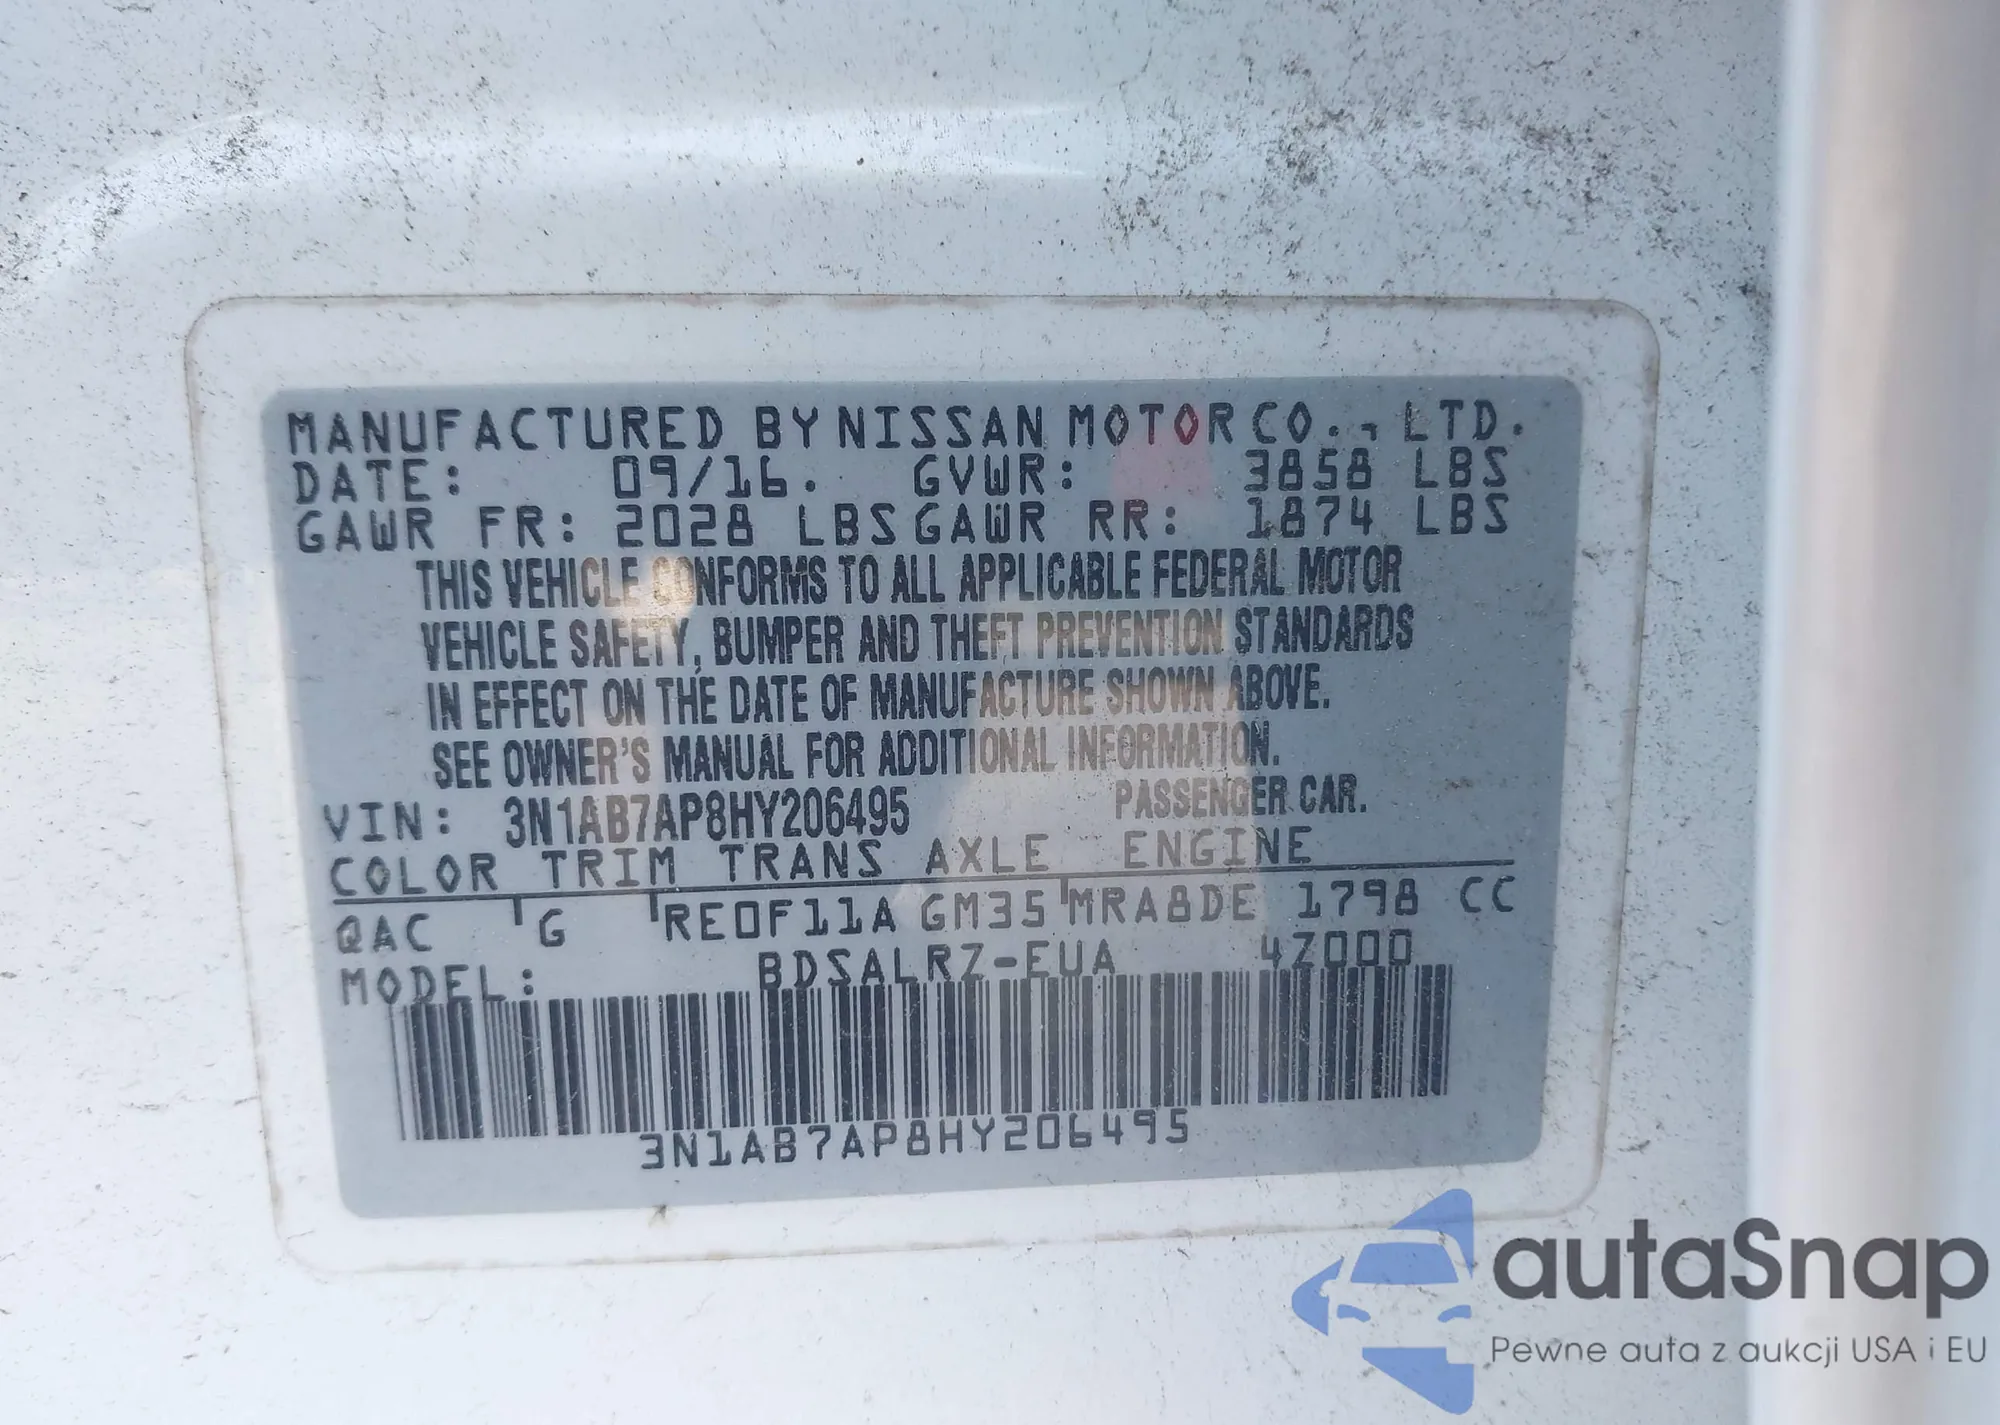 MANUFACTURED BY NISSAN MOTOR CO., LTD.
DATE: 09/16. GVWR: 3858 LBS
GAWR FR: 2028 LBS GAWR RR: 1874 LBS
THIS VEHICLE CONFORMS TO ALL APPLICABLE FEDERAL MOTOR
VEHICLE SAFETY, BUMPER AND THEFT PREVENTION STANDARDS
IN EFFECT ON THE DATE OF MANUFACTURE SHOWN ABOVE.
SEE OWNER'S MANUAL FOR ADDITIONAL INFORMATION.
VIN: 3N1AB7AP8HY206495 PASSENGER CAR.
COLOR TRIM TRANS AXLE ENGINE
QAC G RE0F11A GM35 MRA8DE 1798 CC
MODEL: BDSALRZ-EUA 4Z000
3N1AB7AP8HY206495
autaSnap
Pewne auta z aukcji USA i EU